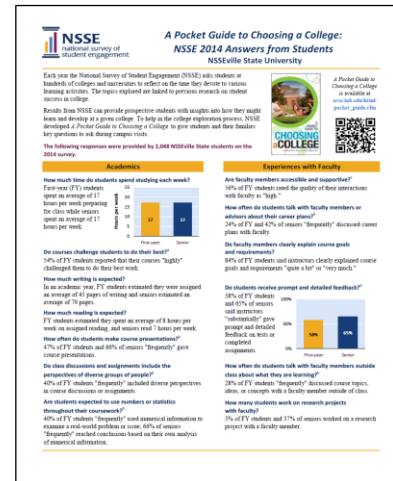 NSSE
national survey of
student engagement
A Pocket Guide to Choosing a College:
NSSE 2014 Answers from Students
NSSEville State University
Each year the National Survey of Student Engagement (NSSE) asks students at
hundreds of colleges and universities to reflect on the time they devote to various
learning activities. The topics explored are linked to previous research on student
success in college.
Results from NSSE can provide prospective students with insights into how they might
learn and develop at a given college. To help in the college exploration process, NSSE
developed A Pocket Guide to Choosing a College to give students and their families
key questions to ask during campus visits.
The following responses were provided by 2,048 NSSEville State students on the
2014 survey.
CHOOSING
A COLLEGE
A Pocket Guide to
Choosing a College
is available at
nsse.iub.edu/html/
pocket_guide.cfm
Academics
How much time do students spend studying each week?
First-year (FY) students
spent an average of 17
hours per week preparing
for class while seniors
spent an average of 17
hours per week.
Hours per week
25
20
15
10
5
0
17
17
First-year
Senior
Do courses challenge students to do their best?
54% of FY students reported that their courses "highly"
challenged them to do their best work.
How much writing is expected?
In an academic year, FY students estimated they were assigned
an average of 45 pages of writing and seniors estimated an
average of 70 pages.
How much reading is expected?
FY students estimated they spent an average of 8 hours per
week on assigned reading, and seniors read 7 hours per week.
How often do students make course presentations?
47% of FY students and 60% of seniors "frequently" gave
course presentations.
Do class discussions and assignments include the
perspectives of diverse groups of people?
40% of FY students "frequently" included diverse perspectives
in course discussions or assignments.
Are students expected to use numbers or statistics
throughout their coursework?
40% of FY students "frequently" used numerical information to
examine a real-world problem or issue; 60% of seniors
"frequently" reached conclusions based on their own analysis
of numerical information.
Experiences with Faculty
Are faculty members accessible and supportive?
56% of FY students rated the quality of their interactions
with faculty as "high."
How often do students talk with faculty members or
advisors about their career plans?
24% of FY and 42% of seniors "frequently" discussed career
plans with faculty.
Do faculty members clearly explain course goals
and requirements?
84% of FY students said instructors clearly explained course
goals and requirements "quite a bit" or "very much."
Do students receive prompt and detailed feedback?
58% of FY students
and 65% of seniors
said instructors
"substantially" gave
prompt and detailed
feedback on tests or
completed
assignments.
100%
50%
0%
58%
65%
First-year
Senior
How often do students talk with faculty members outside
class about what they are learning?
28% of FY students "frequently" discussed course topics,
ideas, or concepts with a faculty member outside of class.
How many students work on research projects
with faculty?
3% of FY students and 37% of seniors worked on a research
project with a faculty member.